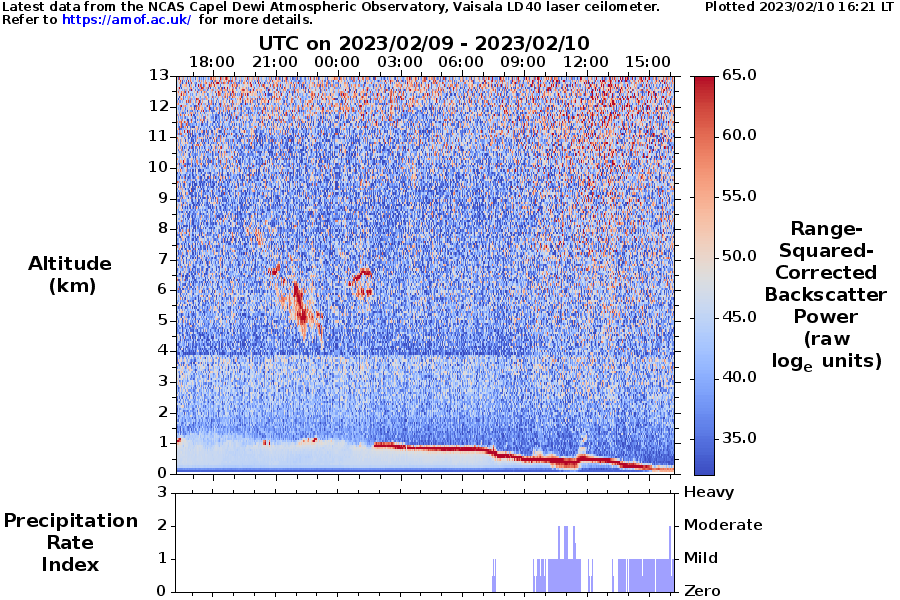 Latest data from the NCAS Capel Dewi Atmospheric Observatory, Vaisala LD40 laser ceilometer.
Plotted 2023/02/10 16:21 LT
Refer to https://amof.ac.uk/ for more details.
UTC on 2023/02/09 - 2023/02/10
18:00 21:00 00:00 03:00 06:00 09:00 12:00 15:00
13
12
11
10
9
8
7
6
5
4
3
2
1
0
Altitude
(km)
65.0
60.0
55.0
50.0
45.0
40.0
35.0
Range-
Squared-
Corrected
Backscatter
Power
(raw
logₑ units)
Precipitation
Rate
Index
3
2
1
0
Heavy
Moderate
Mild
Zero